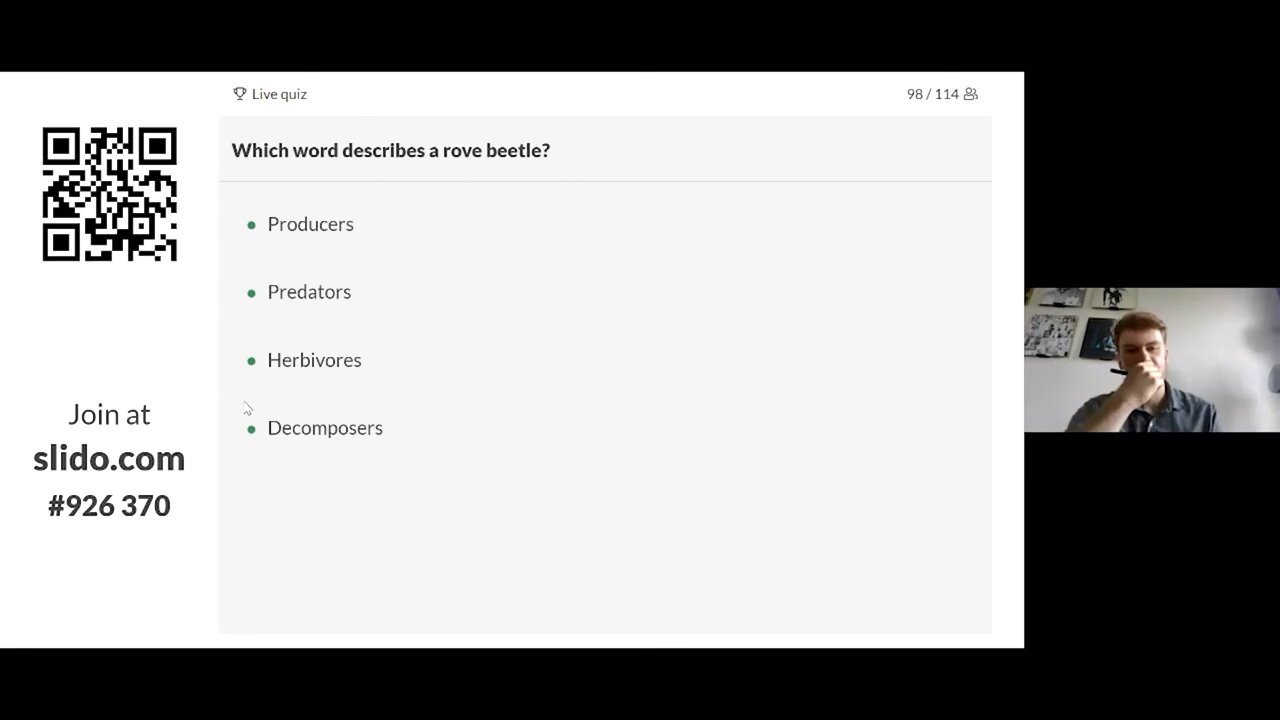 Live quiz
98 / 114
Which word describes a rove beetle?
Producers
Predators
Herbivores
Decomposers
Join at
slido.com
#926 370